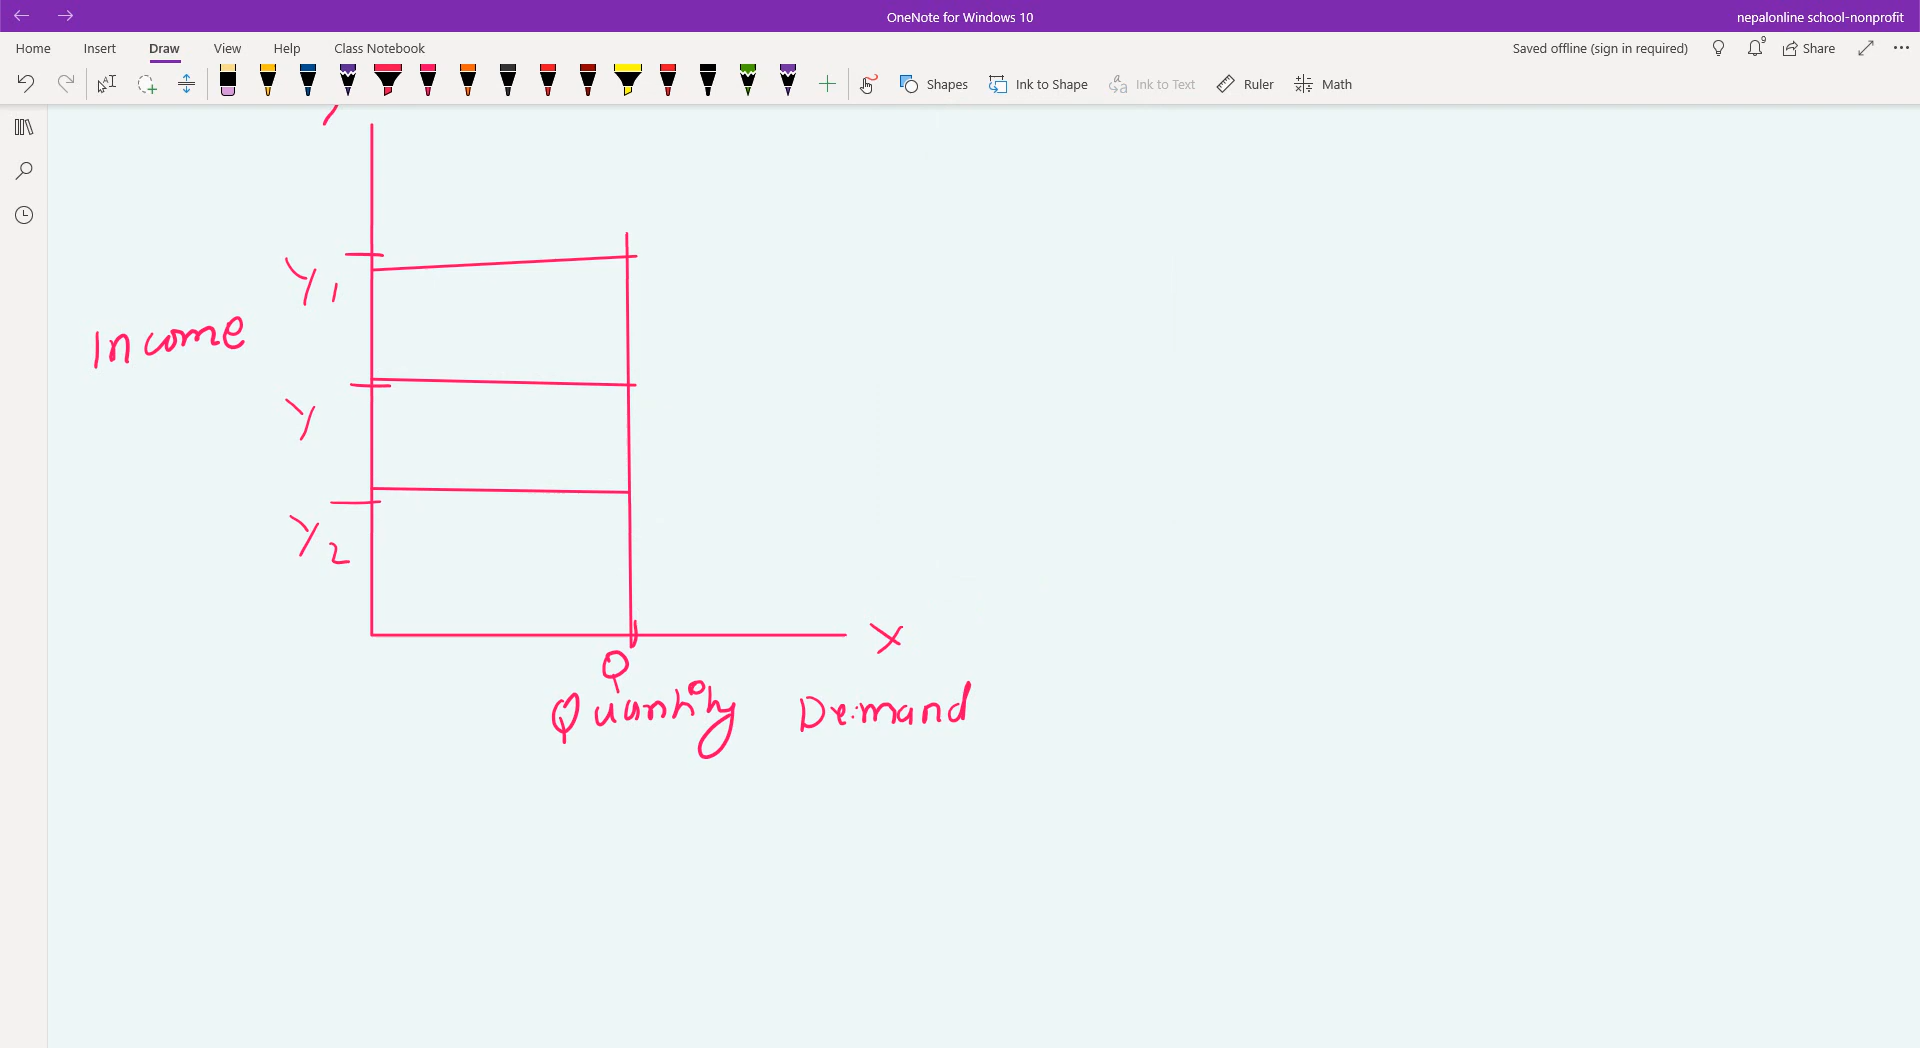 OneNote for Windows 10
nepalonline school-nonprofit
Home Insert Draw View Help Class Notebook
Saved offline (sign in required)
9
Share
Shapes
Ink to Shape
Ink to Text
Ruler
Math
Y1
Income
Y
Y2
X
Q
Quantity Demand